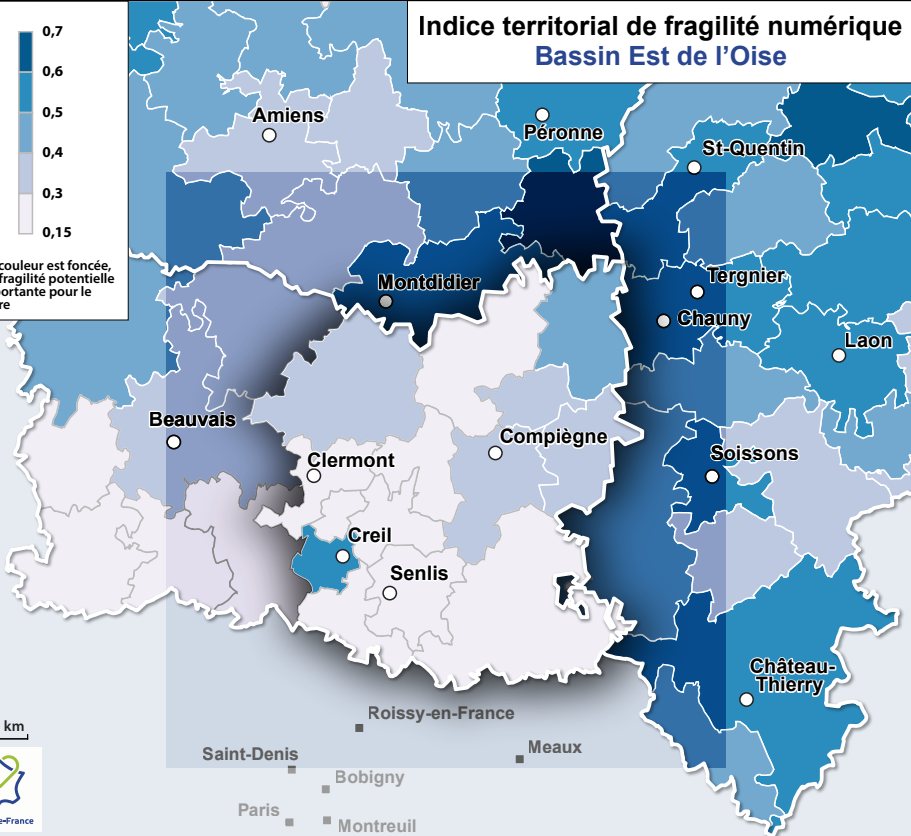 Indice territorial de fragilité numérique
Bassin Est de l’Oise
0,7
0,6
0,5
0,4
0,3
0,15
couleur est foncée,
fragilité potentielle
pour le
Amiens
Péronne
St-Quentin
Montdidier
Tergnier
Chauny
Laon
Beauvais
Compiègne
Clermont
Soissons
Creil
Senlis
Château-
Thierry
Roissy-en-France
Meaux
Saint-Denis
Bobigny
Paris
Montreuil
km
e-France